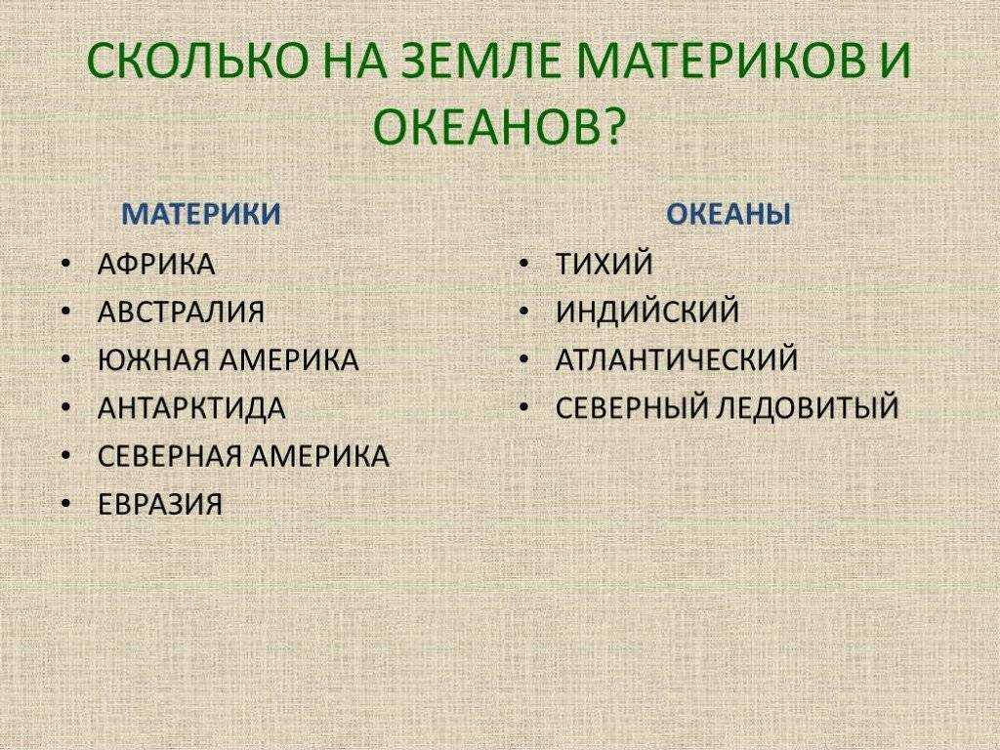 СКОЛЬКО НА ЗЕМЛЕ МАТЕРИКОВ И
ОКЕАНОВ?
МАТЕРИКИ
• АФРИКА
• АВСТРАЛИЯ
• ЮЖНАЯ АМЕРИКА
• АНТАРКТИДА
• СЕВЕРНАЯ АМЕРИКА
• ЕВРАЗИЯ
ОКЕАНЫ
• ТИХИЙ
• ИНДИЙСКИЙ
• АТЛАНТИЧЕСКИЙ
• СЕВЕРНЫЙ ЛЕДОВИТЫЙ